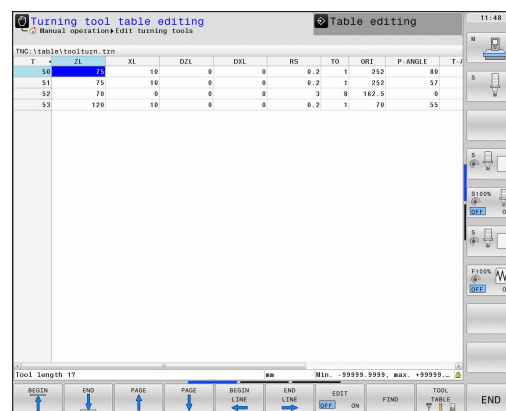 Turning tool table editing
Table editing
11:48
Manual operation Edit turning tools
TNC:\table\toolturn.trn
T ZL XL DZL DXL RS TO ORI P-ANGLE
50 75 10 0 0 0.2 1 252 80
51 75 10 0 0 0.2 1 252 57
52 70 0 0 0 3 8 162.5 0
53 120 10 0 0 0.2 1 70 55
M
S
S
S100%
OFF
S
F100%
OFF
Tool length 1? mm Min. -99999.9999, max. +99999...
BEGIN
END
PAGE
PAGE
BEGIN LINE
END LINE
EDIT
OFF ON
FIND
TOOL TABLE
END